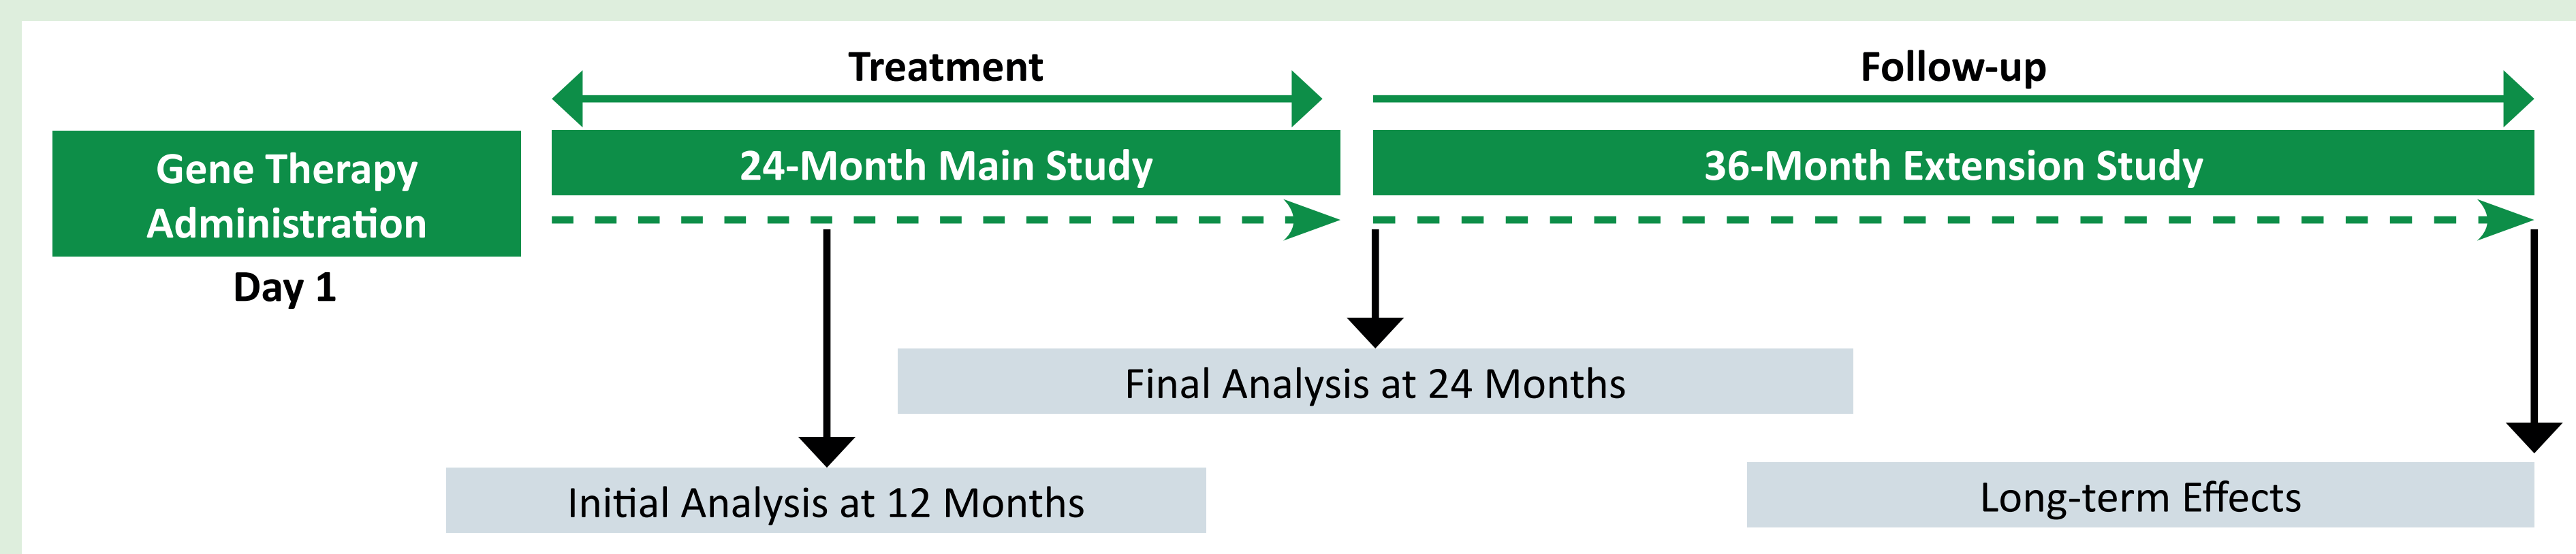 Treatment
Follow-up
Gene Therapy
Administration
24-Month Main Study
36-Month Extension Study
Day 1
Final Analysis at 24 Months
Initial Analysis at 12 Months
Long-term Effects